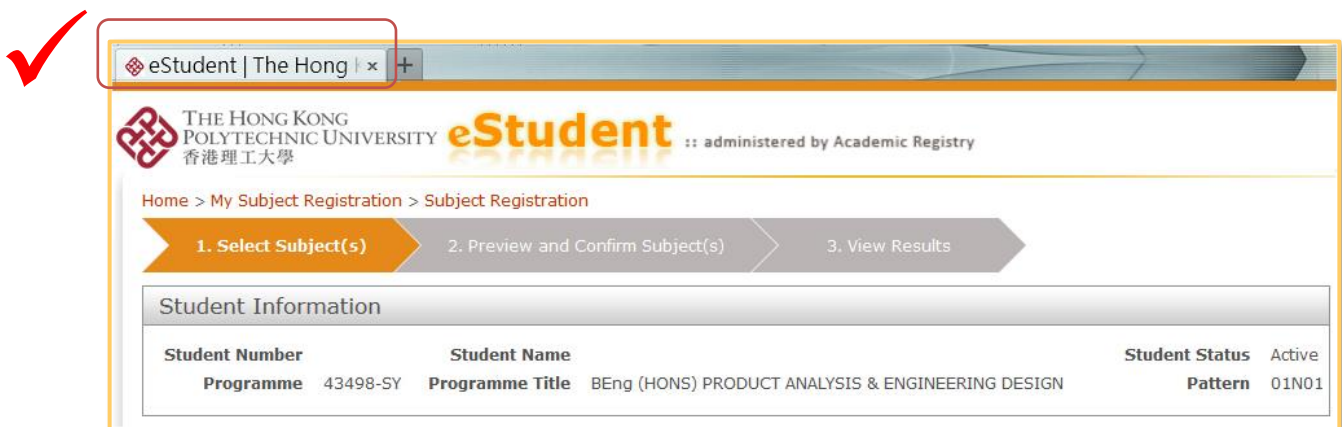 eStudent | The Hong
THE HONG KONG
POLYTECHNIC UNIVERSITY
香港理工大學
eStudent :: administered by Academic Registry
Home > My Subject Registration > Subject Registration
1. Select Subject(s) 2. Preview and Confirm Subject(s) 3. View Results
Student Information
Student Number Student Name Student Status Active
Programme 43498-SY Programme Title BEng (HONS) PRODUCT ANALYSIS & ENGINEERING DESIGN Pattern 01N01